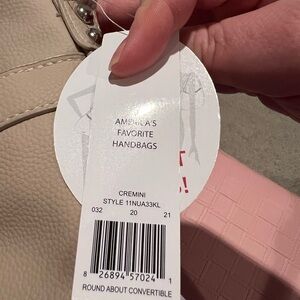 AMERICA'S
FAVORITE
HANDBAGS
T
S!
CREMINI
STYLE 11NUA33KL
032 20 21
8 26894 57024 1
ROUND ABOUT CONVERTIBLE